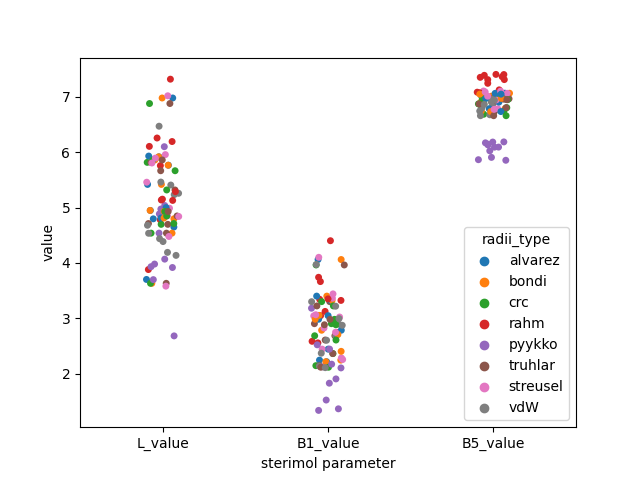 7
6
5
4
3
2
value
L_value
B1_value
B5_value
sterimol parameter
radii_type
alvarez
bondi
crc
rahm
pyykko
truhlar
streusel
vdW